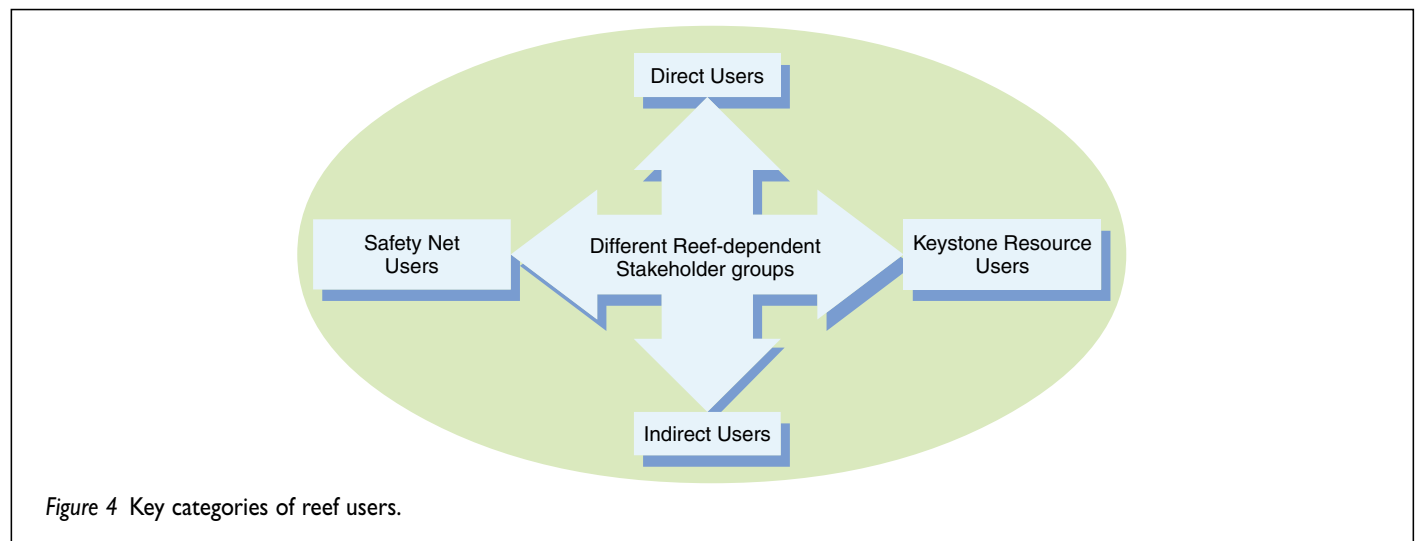 Direct Users
Safety Net
Users
Different Reef-dependent
Stakeholder groups
Keystone Resource
Users
Indirect Users
Figure 4 Key categories of reef users.